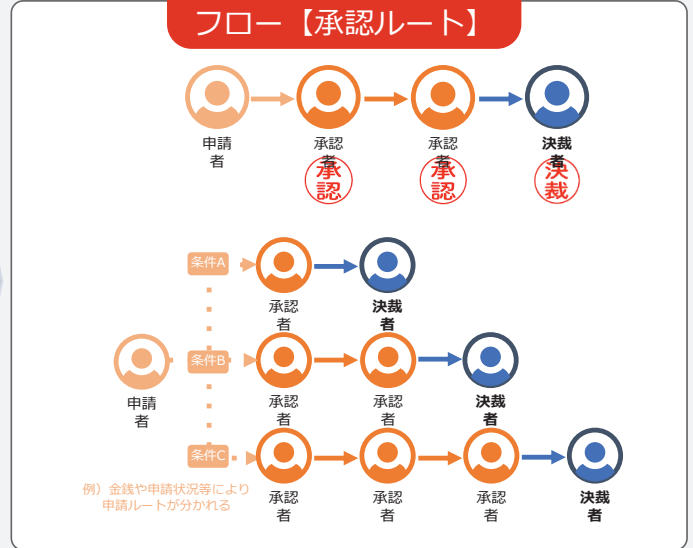 フロー【承認ルート】
申請
者
承認
者
承認
者
決裁
者
承
認
承
認
決
裁
条件A
承認
者
決裁
者
条件B
申請
者
承認
者
承認
者
決裁
者
条件C
承認
者
承認
者
承認
者
決裁
者
例）金銭や申請状況等により
申請ルートが分かれる